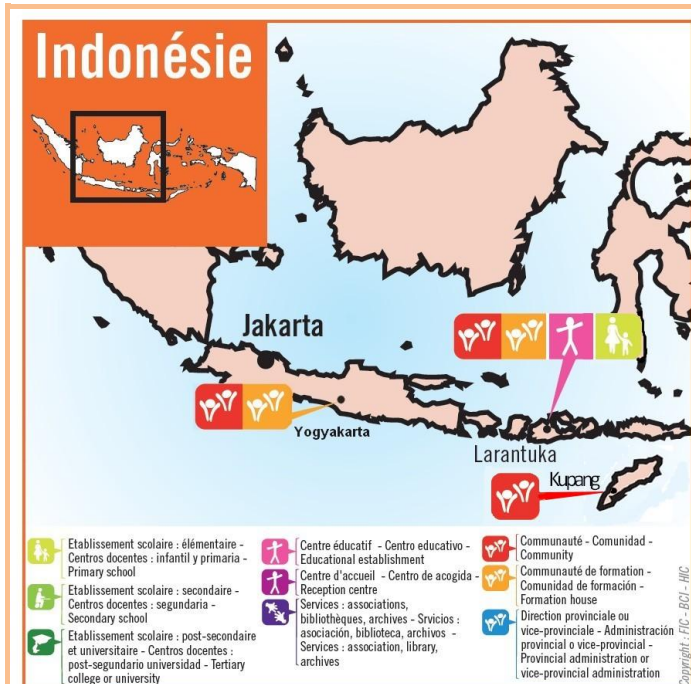 Indonésie
Jakarta
Yogyakarta
Larantuka
Kupang
Etablissement scolaire : élémentaire -
Centros docentes : infantil y primaria -
Primary school
Etablissement scolaire : secondaire -
Centros docentes : segundaria -
Secondary school
Etablissement scolaire : post-secondaire
et universitaire - Centros docentes :
post-segundario universidad - Tertiary
college or university
Centre éducatif - Centro educativo -
Educational establishment
Centre d'accueil - Centro de acogida -
Reception centre
Services : associations,
bibliothèques, archives - Srvicios :
asociación, biblioteca, archivos -
Services : association, library,
archives
Communauté - Comunidad -
Community
Communauté de formation -
Comunidad de formación -
Formation house
Direction provinciale ou
vice-provinciale - Administración
provincial o vice-provincial -
Provincial administration or
vice-provincial administration
Copyright : FIC - BCI - HIC